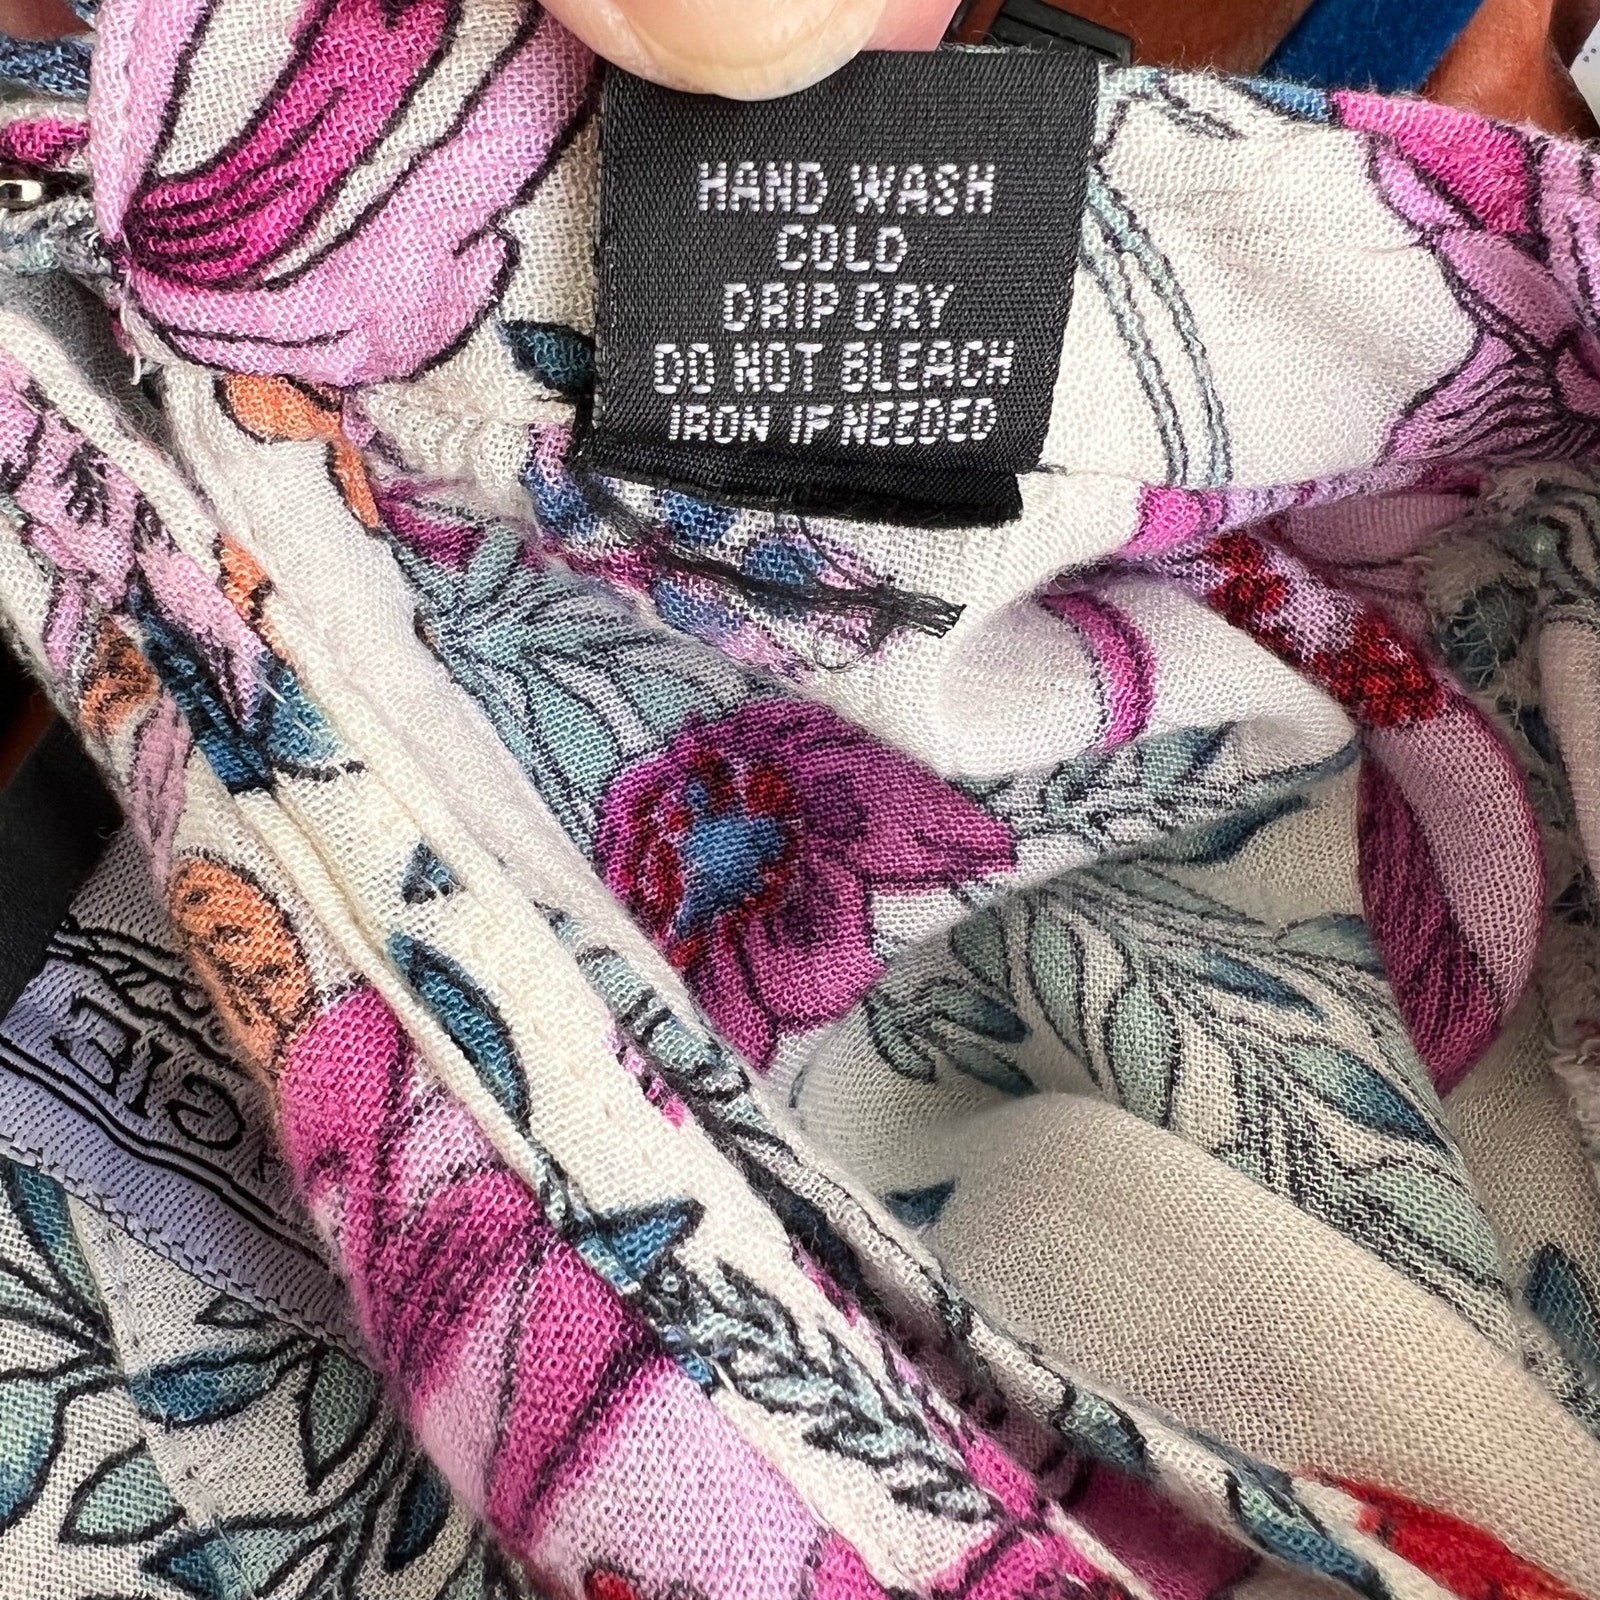 HAND WASH
COLD
DRIP DRY
DO NOT BLEACH
IRON IF NEEDED